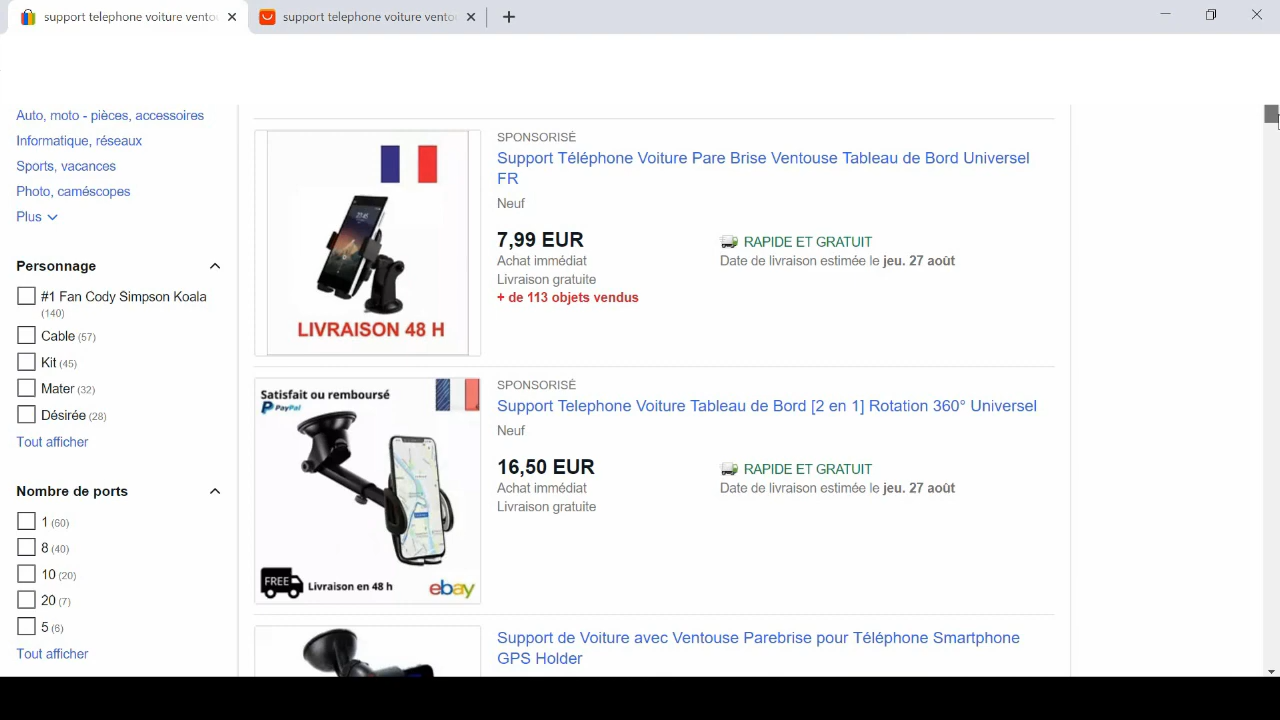 support telephone voiture vento
support telephone voiture vento
Auto, moto - pièces, accessoires
Informatique, réseaux
Sports, vacances
Photo, caméscopes
Plus
Personnage
#1 Fan Cody Simpson Koala
(140)
Cable (57)
Kit (45)
Mater (32)
Désirée (28)
Tout afficher
Nombre de ports
1 (60)
8 (40)
10 (20)
20 (7)
5 (6)
Tout afficher
LIVRAISON 48 H
SPONSORISÉ
Support Téléphone Voiture Pare Brise Ventouse Tableau de Bord Universel
FR
Neuf
7,99 EUR
Achat immédiat
Livraison gratuite
+ de 113 objets vendus
RAPIDE ET GRATUIT
Date de livraison estimée le jeu. 27 août
Satisfait ou remboursé
PayPal
FREE
Livraison en 48 h
ebay
SPONSORISÉ
Support Telephone Voiture Tableau de Bord [2 en 1] Rotation 360° Universel
Neuf
16,50 EUR
Achat immédiat
Livraison gratuite
RAPIDE ET GRATUIT
Date de livraison estimée le jeu. 27 août
Support de Voiture avec Ventouse Parebrise pour Téléphone Smartphone
GPS Holder